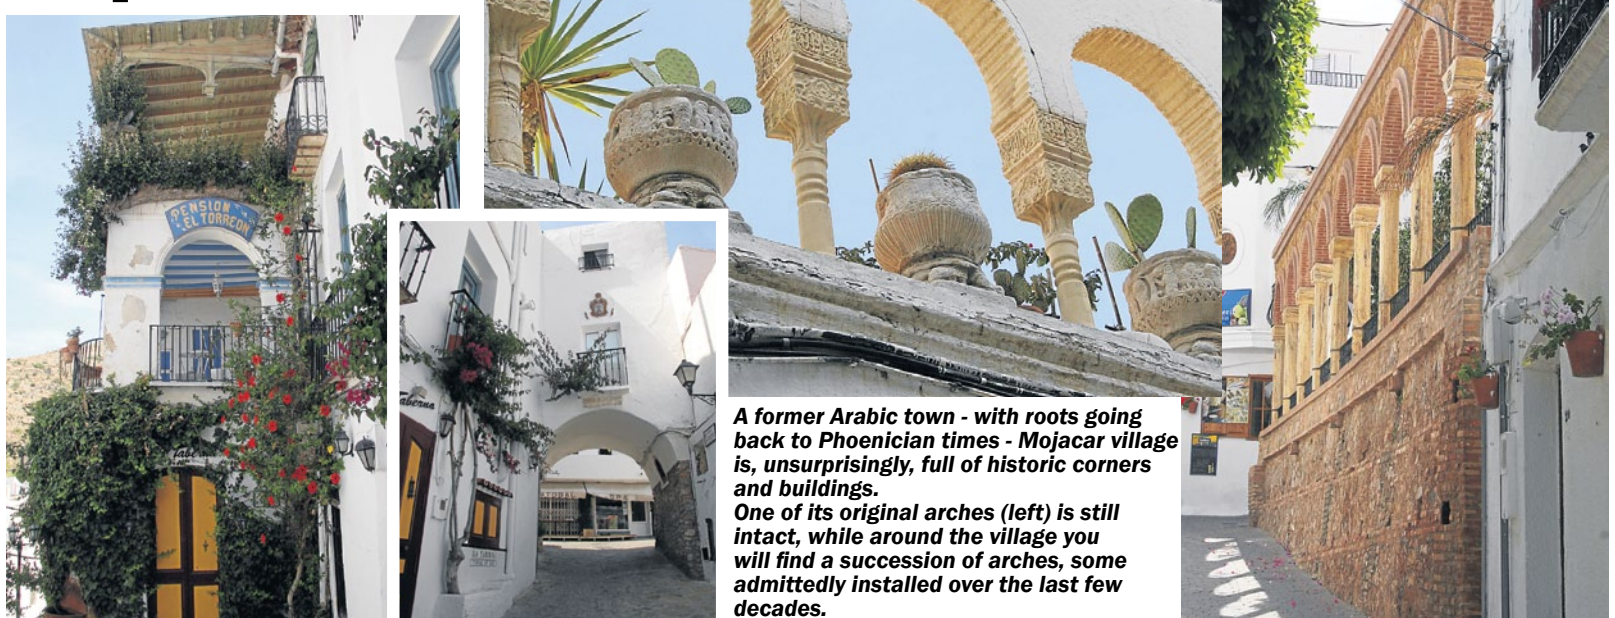 PENSION
EL TORREON
Taberna
A former Arabic town - with roots going
back to Phoenician times - Mojacar village
is, unsurprisingly, full of historic corners
and buildings.
One of its original arches (left) is still
intact, while around the village you
will find a succession of arches, some
admittedly installed over the last few
decades.